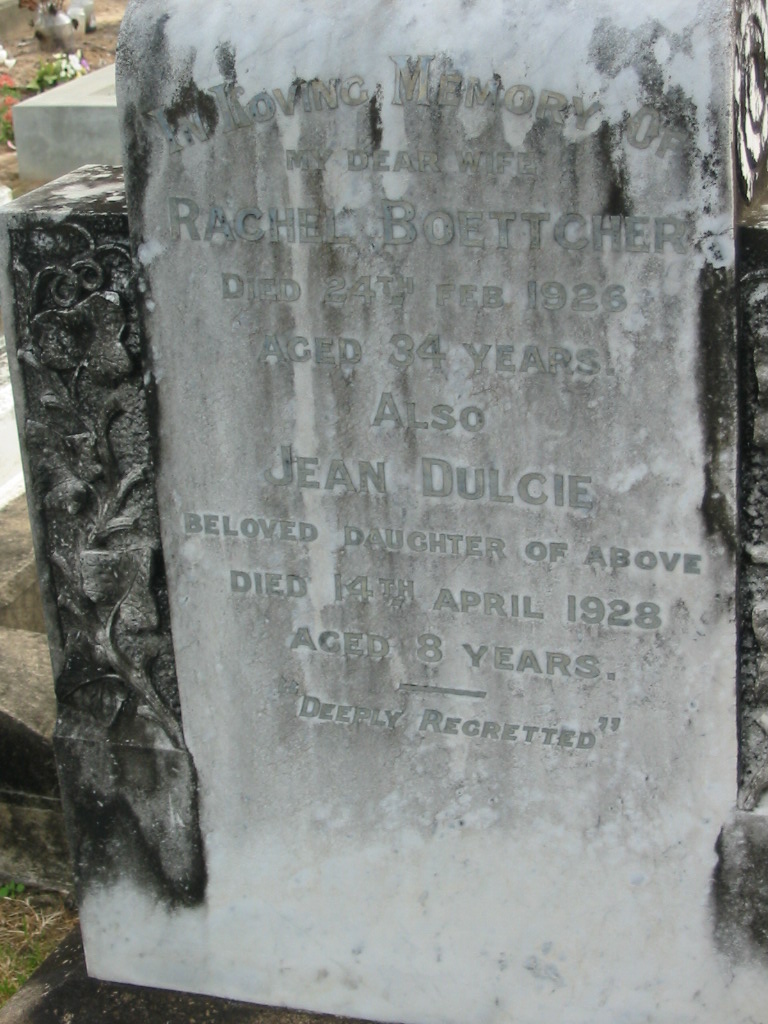 IN LOVING MEMORY OF
MY DEAR WIFE
RACHEL BOETTCHER
DIED 24TH FEB. 1926
AGED 34 YEARS.
ALSO
JEAN DULCIE
BELOVED DAUGHTER OF ABOVE
DIED 14TH APRIL 1928
AGED 8 YEARS.
"DEEPLY REGRETTED"